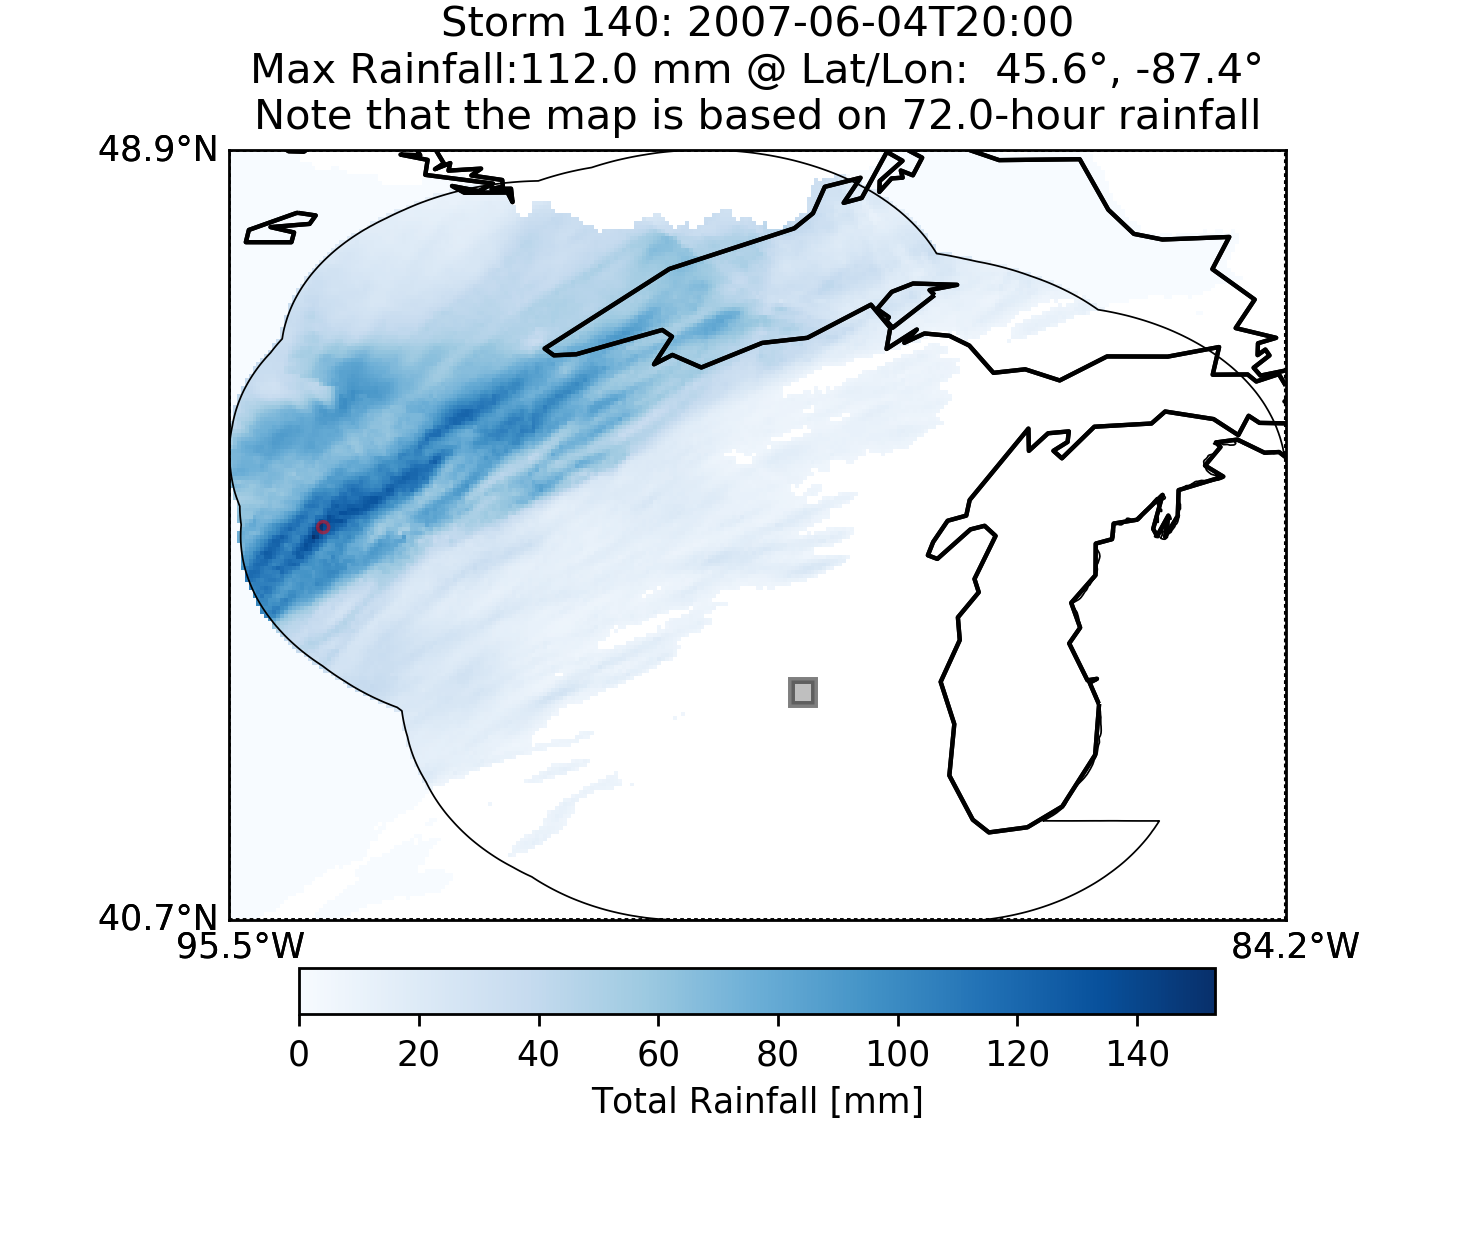 Storm 140: 2007-06-04T20:00
Max Rainfall:112.0 mm @ Lat/Lon:  45.6°, -87.4°
Note that the map is based on 72.0-hour rainfall
48.9°N
40.7°N
95.5°W 84.2°W
0 20 40 60 80 100 120 140
Total Rainfall [mm]